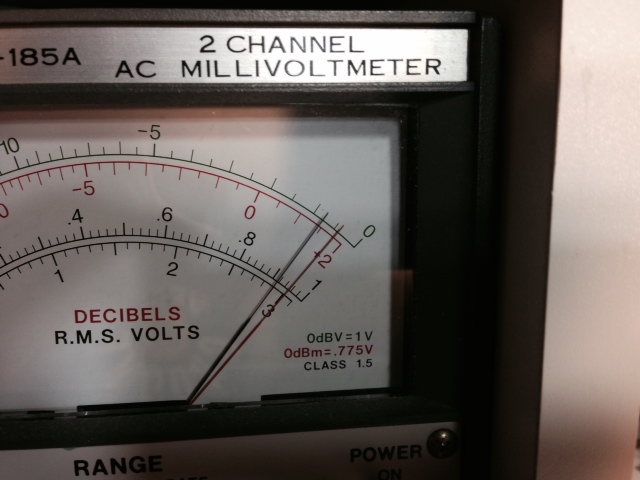 -185A
2 CHANNEL
AC MILLIVOLTMETER
10 -5 0
0 -5 0 +2
.4 .6 .8 1
1 2 3
DECIBELS
R.M.S. VOLTS
0dBV=1V
0dBm=.775V
CLASS 1.5
RANGE
POWER
ON